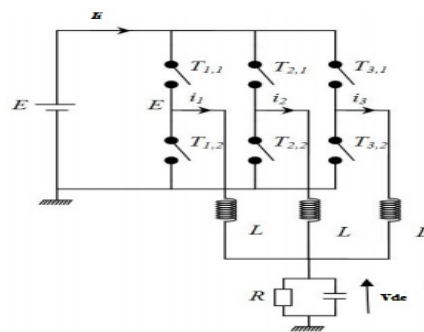 T1,1 T2,1 T3,1
E E i1 i2 i3
T1,2 T2,2 T3,2
L L L
R Vdc